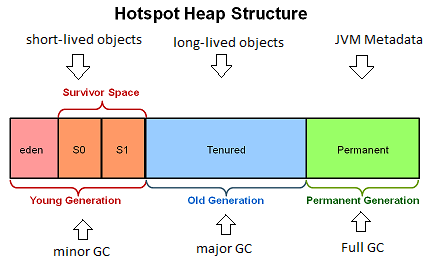 Hotspot Heap Structure
short-lived objects
long-lived objects
JVM Metadata
Survivor Space
eden
S0
S1
Tenured
Permanent
Young Generation
Old Generation
Permanent Generation
minor GC
major GC
Full GC